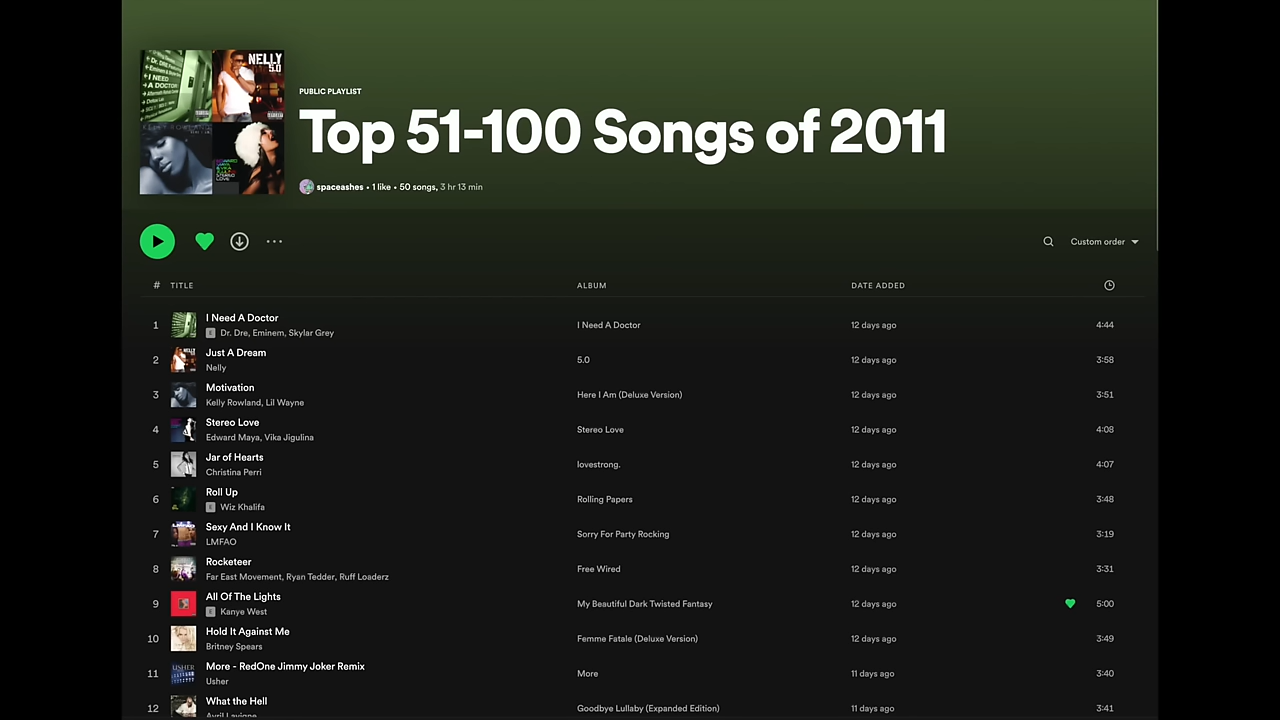 NELLY
5.0
I NEED
A DOCTOR
KELLY ROWLAND
PUBLIC PLAYLIST
Top 51-100 Songs of 2011
spaceashes • 1 like • 50 songs, 3 hr 13 min
Custom order
# TITLE ALBUM DATE ADDED
1 I Need A Doctor I Need A Doctor 12 days ago 4:44
E Dr. Dre, Eminem, Skylar Grey
2 Just A Dream 5.0 12 days ago 3:58
Nelly
3 Motivation Here I Am (Deluxe Version) 12 days ago 3:51
Kelly Rowland, Lil Wayne
4 Stereo Love Stereo Love 12 days ago 4:08
Edward Maya, Vika Jigulina
5 Jar of Hearts lovestrong. 12 days ago 4:07
Christina Perri
6 Roll Up Rolling Papers 12 days ago 3:48
E Wiz Khalifa
7 Sexy And I Know It Sorry For Party Rocking 12 days ago 3:19
LMFAO
8 Rocketeer Free Wired 12 days ago 3:31
Far East Movement, Ryan Tedder, Ruff Loaderz
9 All Of The Lights My Beautiful Dark Twisted Fantasy 12 days ago 5:00
E Kanye West
10 Hold It Against Me Femme Fatale (Deluxe Version) 12 days ago 3:49
Britney Spears
11 More - RedOne Jimmy Joker Remix More 11 days ago 3:40
Usher
12 What the Hell Goodbye Lullaby (Expanded Edition) 11 days ago 3:41
Avril Lavigne